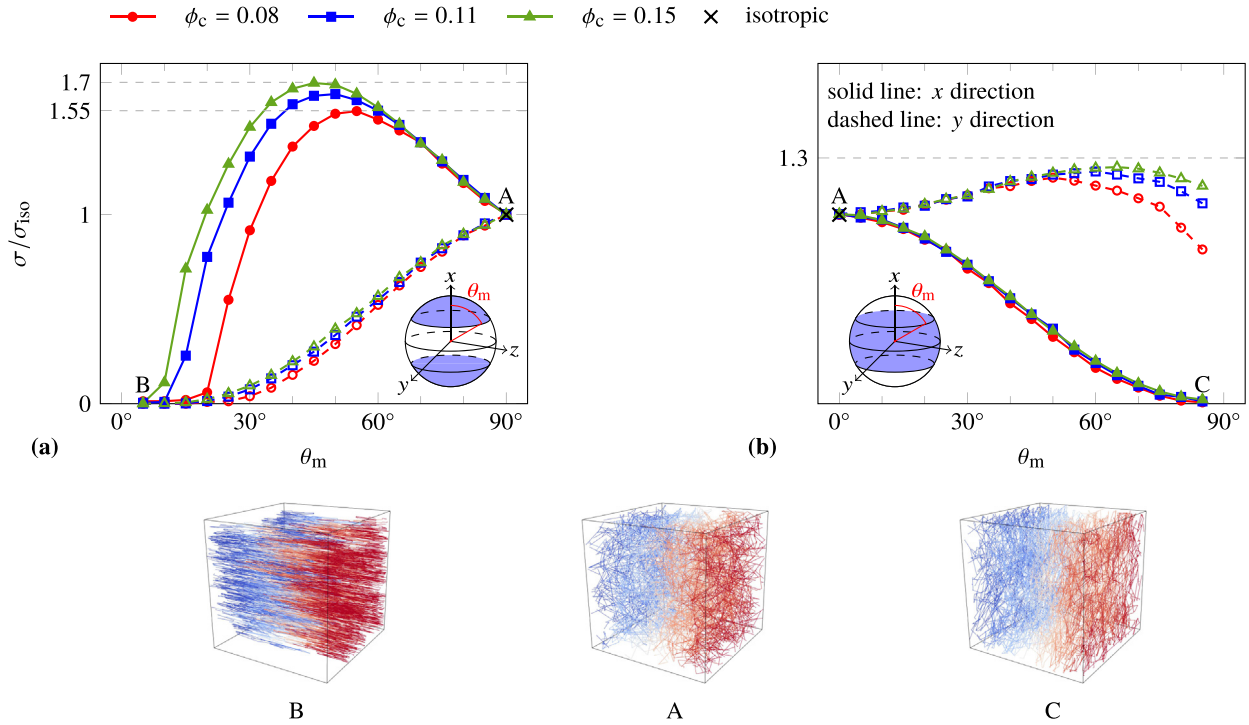 ϕc = 0.08 ϕc = 0.11 ϕc = 0.15 isotropic
1.7
1.55
1
0
σ/σiso
A
B
x
θm
z
y
0° 30° 60° 90°
(a)
θm
solid line: x direction
dashed line: y direction
1.3
A
x
θm
z
y
C
0° 30° 60° 90°
(b)
θm
B A C